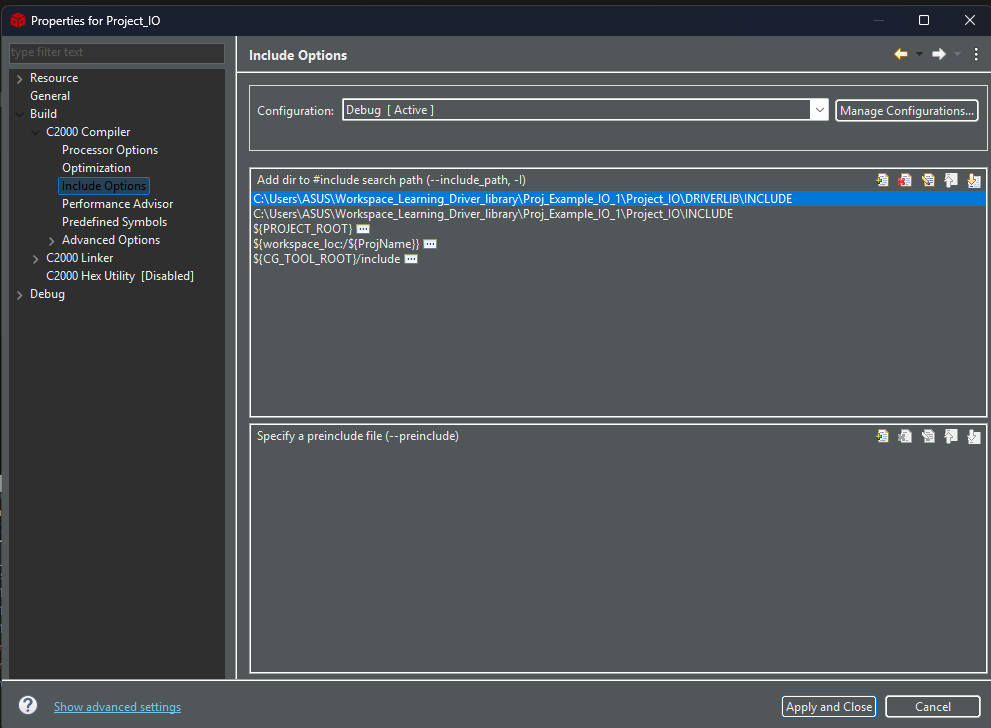 Properties for Project_IO
type filter text
Resource
General
Build
C2000 Compiler
Processor Options
Optimization
Include Options
Performance Advisor
Predefined Symbols
Advanced Options
C2000 Linker
C2000 Hex Utility [Disabled]
Debug
Include Options
Configuration:
Debug [ Active ]
Manage Configurations...
Add dir to #include search path (--include_path, -I)
C:\Users\ASUS\Workspace_Learning_Driver_library\Proj_Example_IO_1\Project_IO\DRIVERLIB\INCLUDE
C:\Users\ASUS\Workspace_Learning_Driver_library\Proj_Example_IO_1\Project_IO\INCLUDE
${PROJECT_ROOT}
${workspace_loc:/${ProjName}}
${CG_TOOL_ROOT}/include
Specify a preinclude file (--preinclude)
Show advanced settings
Apply and Close
Cancel